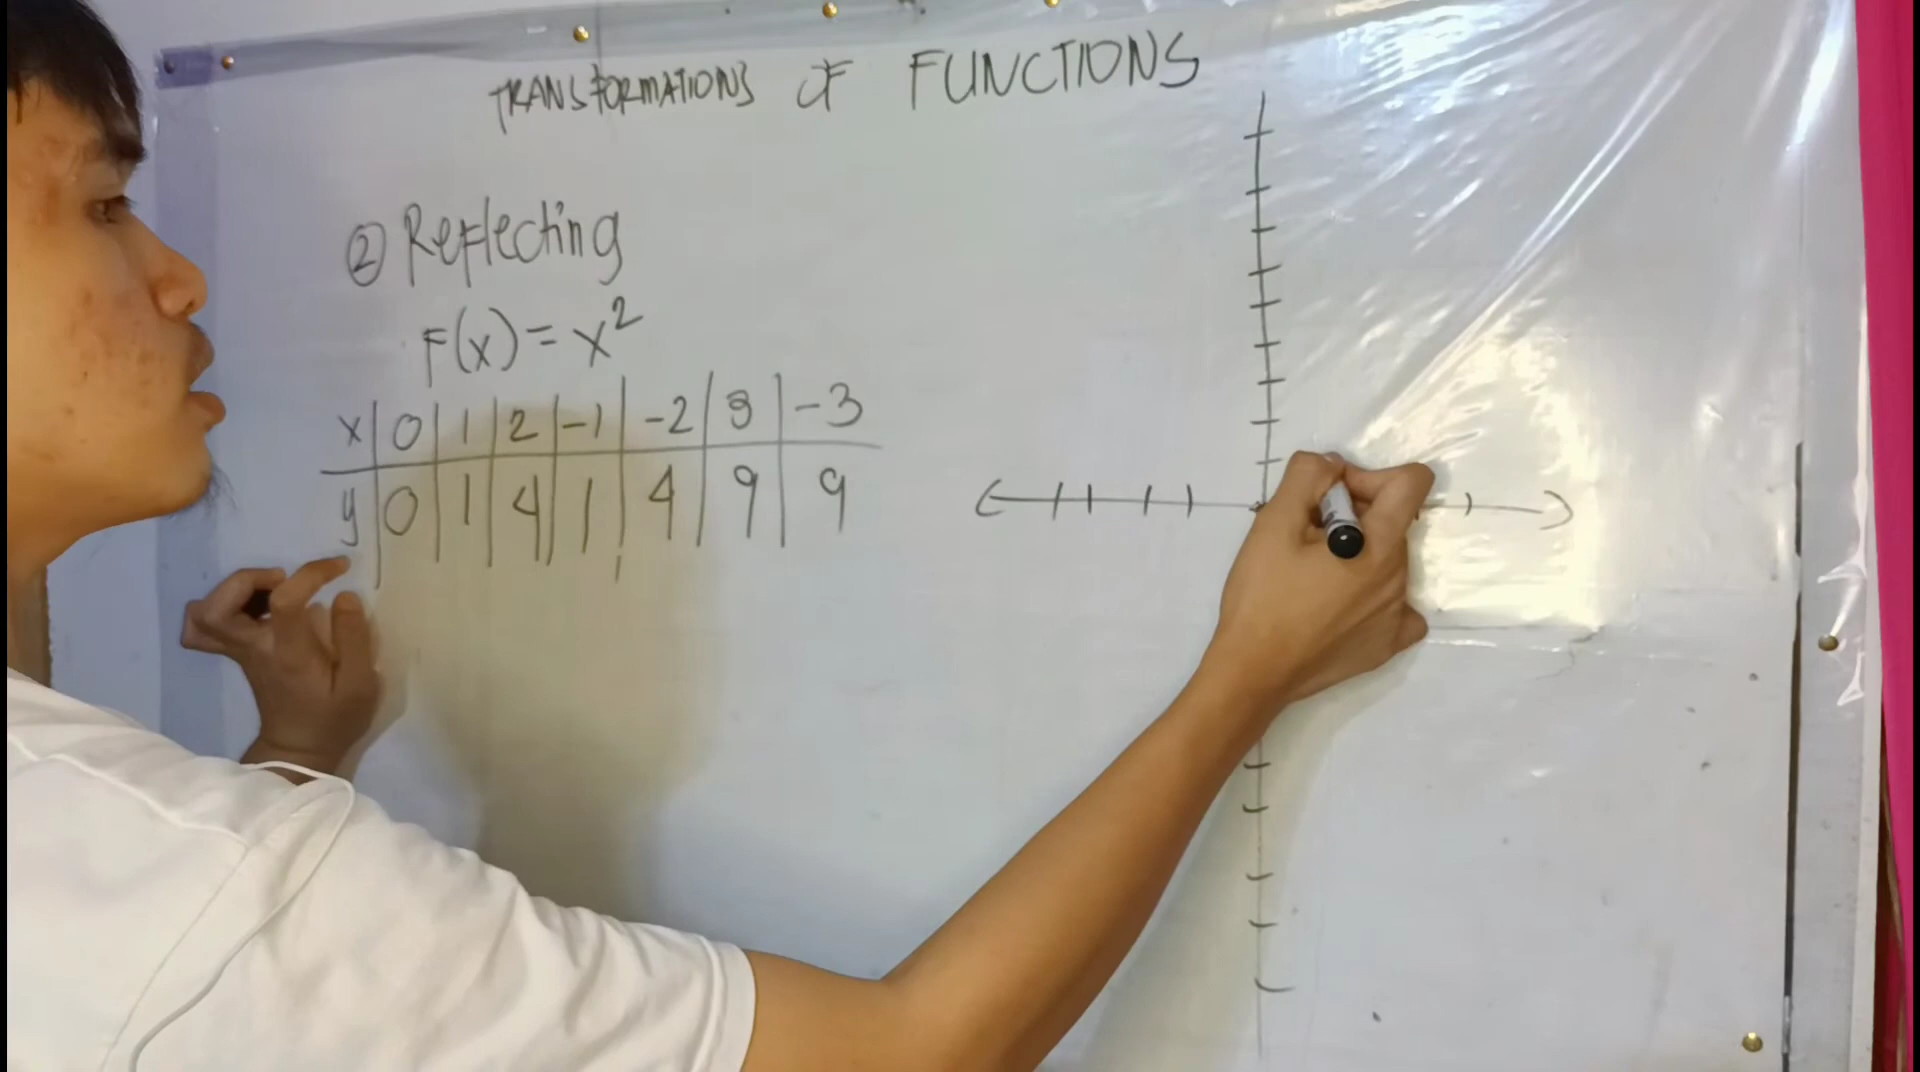 TRANSFORMATIONS OF FUNCTIONS
② Reflecting
F(x) = x²
x | 0 | 1 | 2 | -1 | -2 | 3 | -3
y | 0 | 1 | 4 | 1 | 4 | 9 | 9